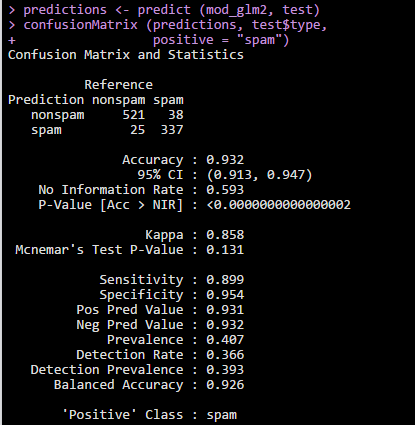 > predictions <- predict (mod_glm2, test)
> confusionMatrix (predictions, test$type,
+                  positive = "spam")
Confusion Matrix and Statistics

          Reference
Prediction nonspam spam
   nonspam     521   38
   spam         25  337

               Accuracy : 0.932
                 95% CI : (0.913, 0.947)
    No Information Rate : 0.593
    P-Value [Acc > NIR] : <0.0000000000000002

                  Kappa : 0.858
 Mcnemar's Test P-Value : 0.131

            Sensitivity : 0.899
            Specificity : 0.954
         Pos Pred Value : 0.931
         Neg Pred Value : 0.932
             Prevalence : 0.407
         Detection Rate : 0.366
   Detection Prevalence : 0.393
      Balanced Accuracy : 0.926

       'Positive' Class : spam